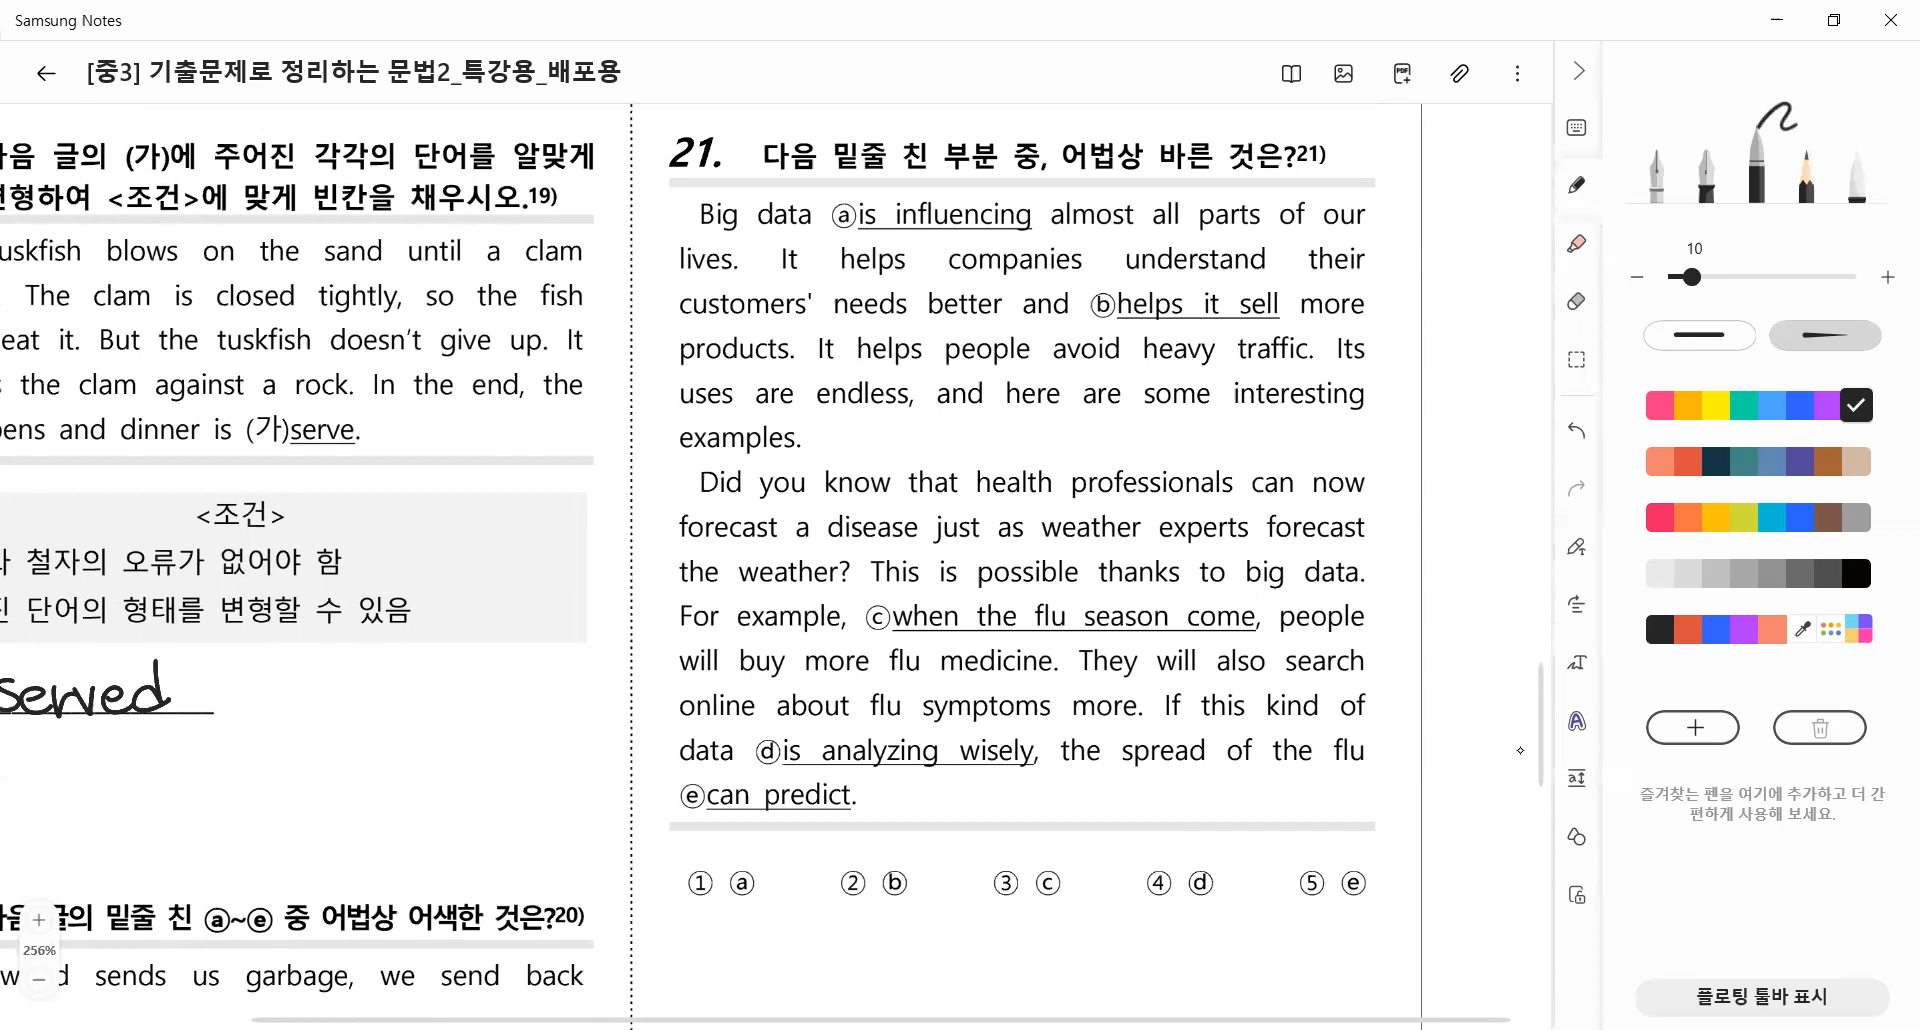 Samsung Notes
[중3] 기출문제로 정리하는 문법2_특강용_배포용
음 글의 (가)에 주어진 각각의 단어를 알맞게
형하여 <조건>에 맞게 빈칸을 채우시오.19)
uskfish blows on the sand until a clam
. The clam is closed tightly, so the fish
eat it. But the tuskfish doesn't give up. It
the clam against a rock. In the end, the
ens and dinner is (가)serve.
<조건>
철자의 오류가 없어야 함
단어의 형태를 변형할 수 있음
served
글의 밑줄 친 ⓐ~ⓔ 중 어법상 어색한 것은?20)
sends us garbage, we send back
256%
21. 다음 밑줄 친 부분 중, 어법상 바른 것은?21)
Big data ⓐis influencing almost all parts of our
lives. It helps companies understand their
customers' needs better and ⓑhelps it sell more
products. It helps people avoid heavy traffic. Its
uses are endless, and here are some interesting
examples.
Did you know that health professionals can now
forecast a disease just as weather experts forecast
the weather? This is possible thanks to big data.
For example, ⓒwhen the flu season come, people
will buy more flu medicine. They will also search
online about flu symptoms more. If this kind of
data ⓓis analyzing wisely, the spread of the flu
ⓔcan predict.
① ⓐ ② ⓑ ③ ⓒ ④ ⓓ ⑤ ⓔ
10
즐겨찾는 펜을 여기에 추가하고 더 간
편하게 사용해 보세요.
플로팅 툴바 표시